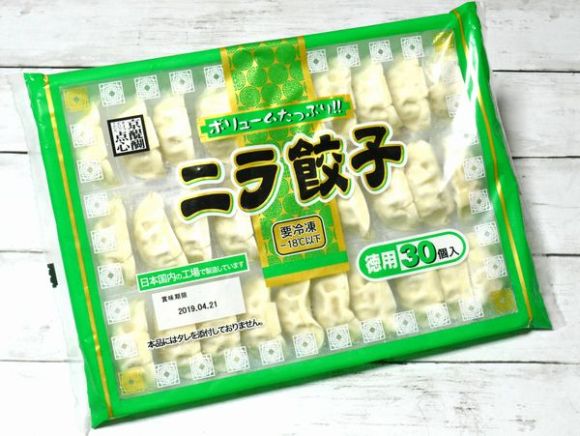 ボリュームたっぷり!!
ニラ餃子
要冷凍
-18℃以下
徳用30個入
日本国内の工場で製造しています
賞味期限
2019.04.21
本品にはタレを添付しておりません。